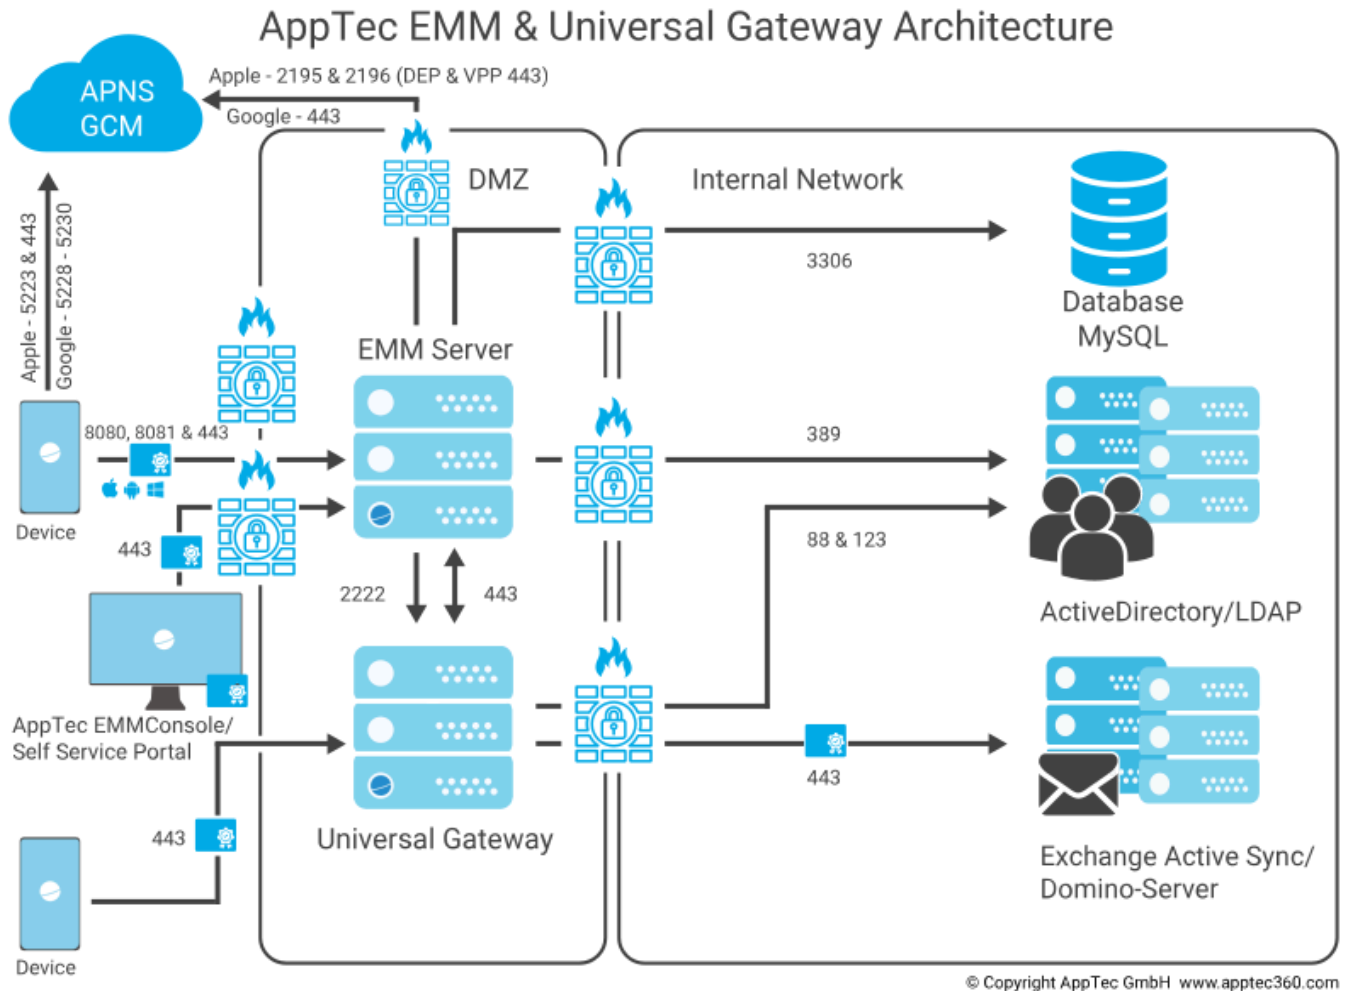 AppTec EMM & Universal Gateway Architecture
Apple - 2195 & 2196 (DEP & VPP 443)
APNS
GCM
Google - 443
DMZ
Internal Network
Apple - 5223 & 443
Google - 5228 - 5230
3306
Database
MySQL
EMM Server
8080, 8081 & 443
389
Device
443
88 & 123
2222
443
ActiveDirectory/LDAP
AppTec EMMConsole/
Self Service Portal
443
443
Universal Gateway
Exchange Active Sync/
Domino-Server
Device
© Copyright AppTec GmbH www.apptec360.com